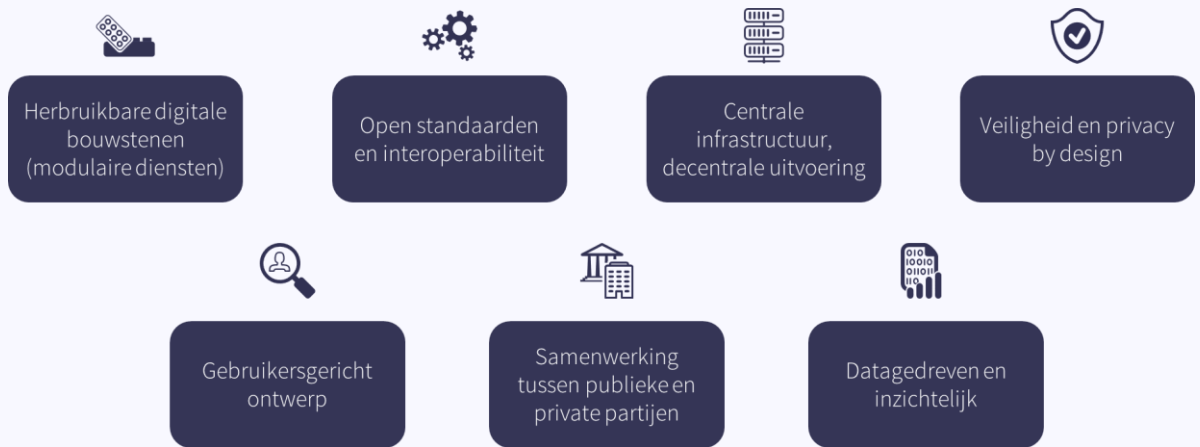 Herbruikbare digitale
bouwstenen
(modulaire diensten)
Open standaarden
en interoperabiliteit
Centrale
infrastructuur,
decentrale uitvoering
Veiligheid en privacy
by design
Gebruikersgericht
ontwerp
Samenwerking
tussen publieke en
private partijen
Datagedreven en
inzichtelijk